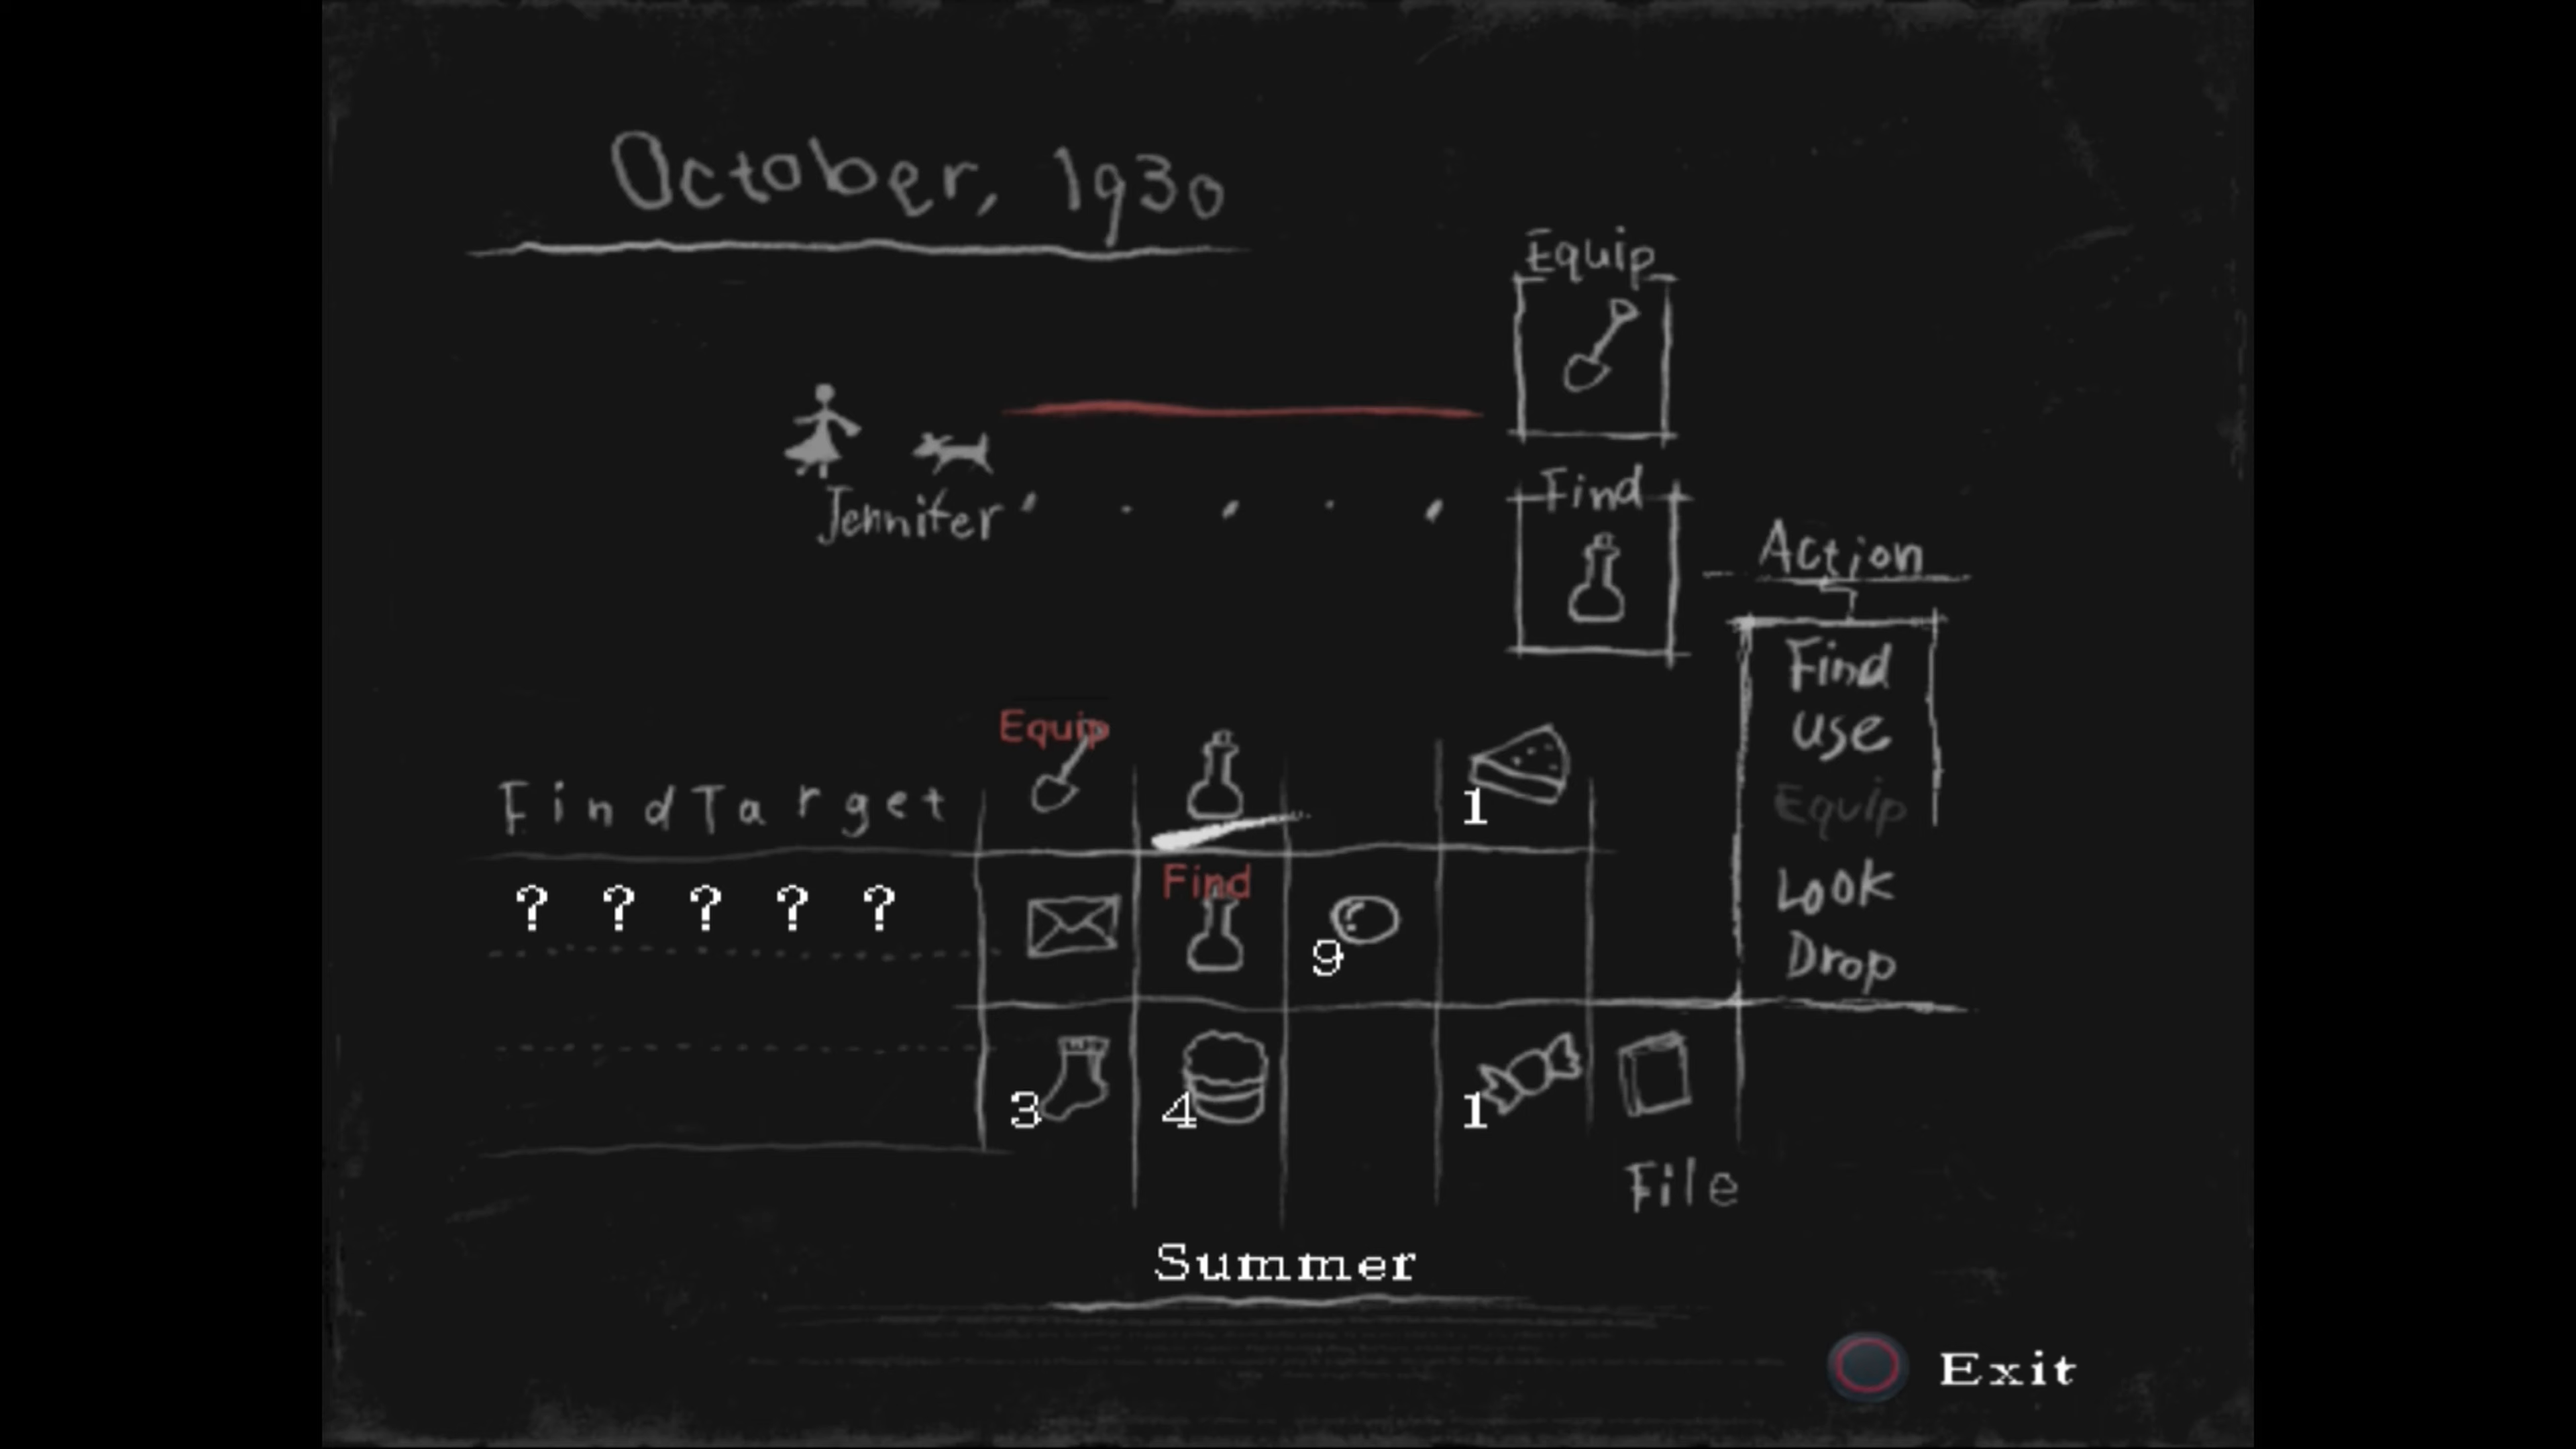 October, 1930
Equip
Jennifer
Find
Action
Find
use
Equip
Look
Drop
Equip
1
FindTarget
? ? ? ? ?
Find
9
3
4
1
File
Summer
Exit